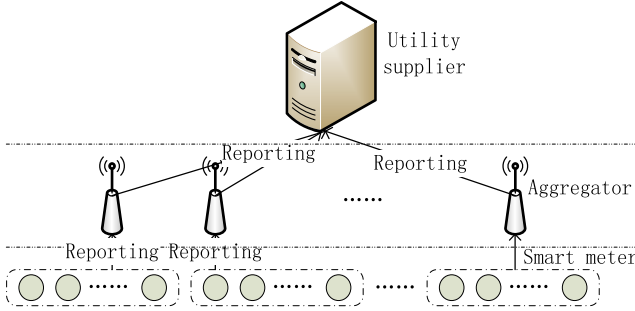 Utility
supplier
Reporting
Reporting
Aggregator
Reporting
Reporting
Smart meter